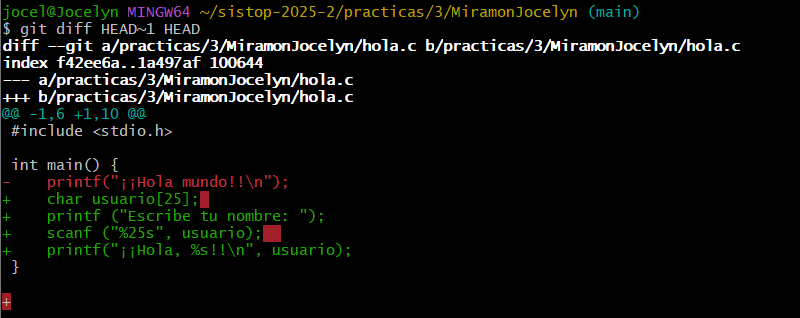 jocel@Jocelyn MINGW64 ~/sistop-2025-2/practicas/3/MiramonJocelyn (main)
$ git diff HEAD~1 HEAD
diff --git a/practicas/3/MiramonJocelyn/hola.c b/practicas/3/MiramonJocelyn/hola.c
index f42ee6a..1a497af 100644
--- a/practicas/3/MiramonJocelyn/hola.c
+++ b/practicas/3/MiramonJocelyn/hola.c
@@ -1,6 +1,10 @@
 #include <stdio.h>

 int main() {
-    printf("¡¡Hola mundo!!\n");
+    char usuario[25];
+    printf ("Escribe tu nombre: ");
+    scanf ("%25s", usuario);
+    printf("¡¡Hola, %s!!\n", usuario);
 }

+